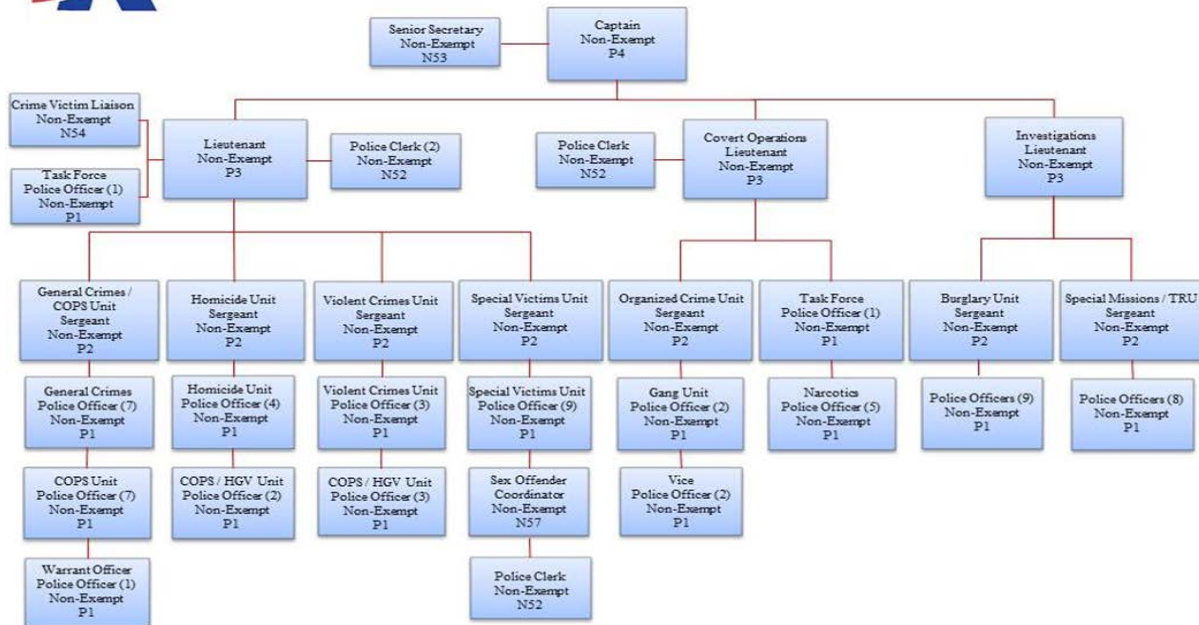 Senior Secretary
Non-Exempt
N53
Captain
Non-Exempt
P4
Crime Victim Liaison
Non-Exempt
N54
Task Force
Police Officer (1)
Non-Exempt
P1
Lieutenant
Non-Exempt
P3
Police Clerk (2)
Non-Exempt
N52
Police Clerk
Non-Exempt
N52
Covert Operations
Lieutenant
Non-Exempt
P3
Investigations
Lieutenant
Non-Exempt
P3
General Crimes /
COPS Unit
Sergeant
Non-Exempt
P2
Homicide Unit
Sergeant
Non-Exempt
P2
Violent Crimes Unit
Sergeant
Non-Exempt
P2
Special Victims Unit
Sergeant
Non-Exempt
P2
Organized Crime Unit
Sergeant
Non-Exempt
P2
Task Force
Police Officer (1)
Non-Exempt
P1
Burglary Unit
Sergeant
Non-Exempt
P2
Special Missions / TRU
Sergeant
Non-Exempt
P2
General Crimes
Police Officer (7)
Non-Exempt
P1
Homicide Unit
Police Officer (4)
Non-Exempt
P1
Violent Crimes Unit
Police Officer (3)
Non-Exempt
P1
Special Victims Unit
Police Officer (9)
Non-Exempt
P1
Gang Unit
Police Officer (2)
Non-Exempt
P1
Narcotics
Police Officer (5)
Non-Exempt
P1
Police Officers (9)
Non-Exempt
P1
Police Officers (8)
Non-Exempt
P1
COPS Unit
Police Officer (7)
Non-Exempt
P1
COPS / HGV Unit
Police Officer (2)
Non-Exempt
P1
COPS / HGV Unit
Police Officer (3)
Non-Exempt
P1
Sex Offender
Coordinator
Non-Exempt
N57
Vice
Police Officer (2)
Non-Exempt
P1
Warrant Officer
Police Officer (1)
Non-Exempt
P1
Police Clerk
Non-Exempt
N52